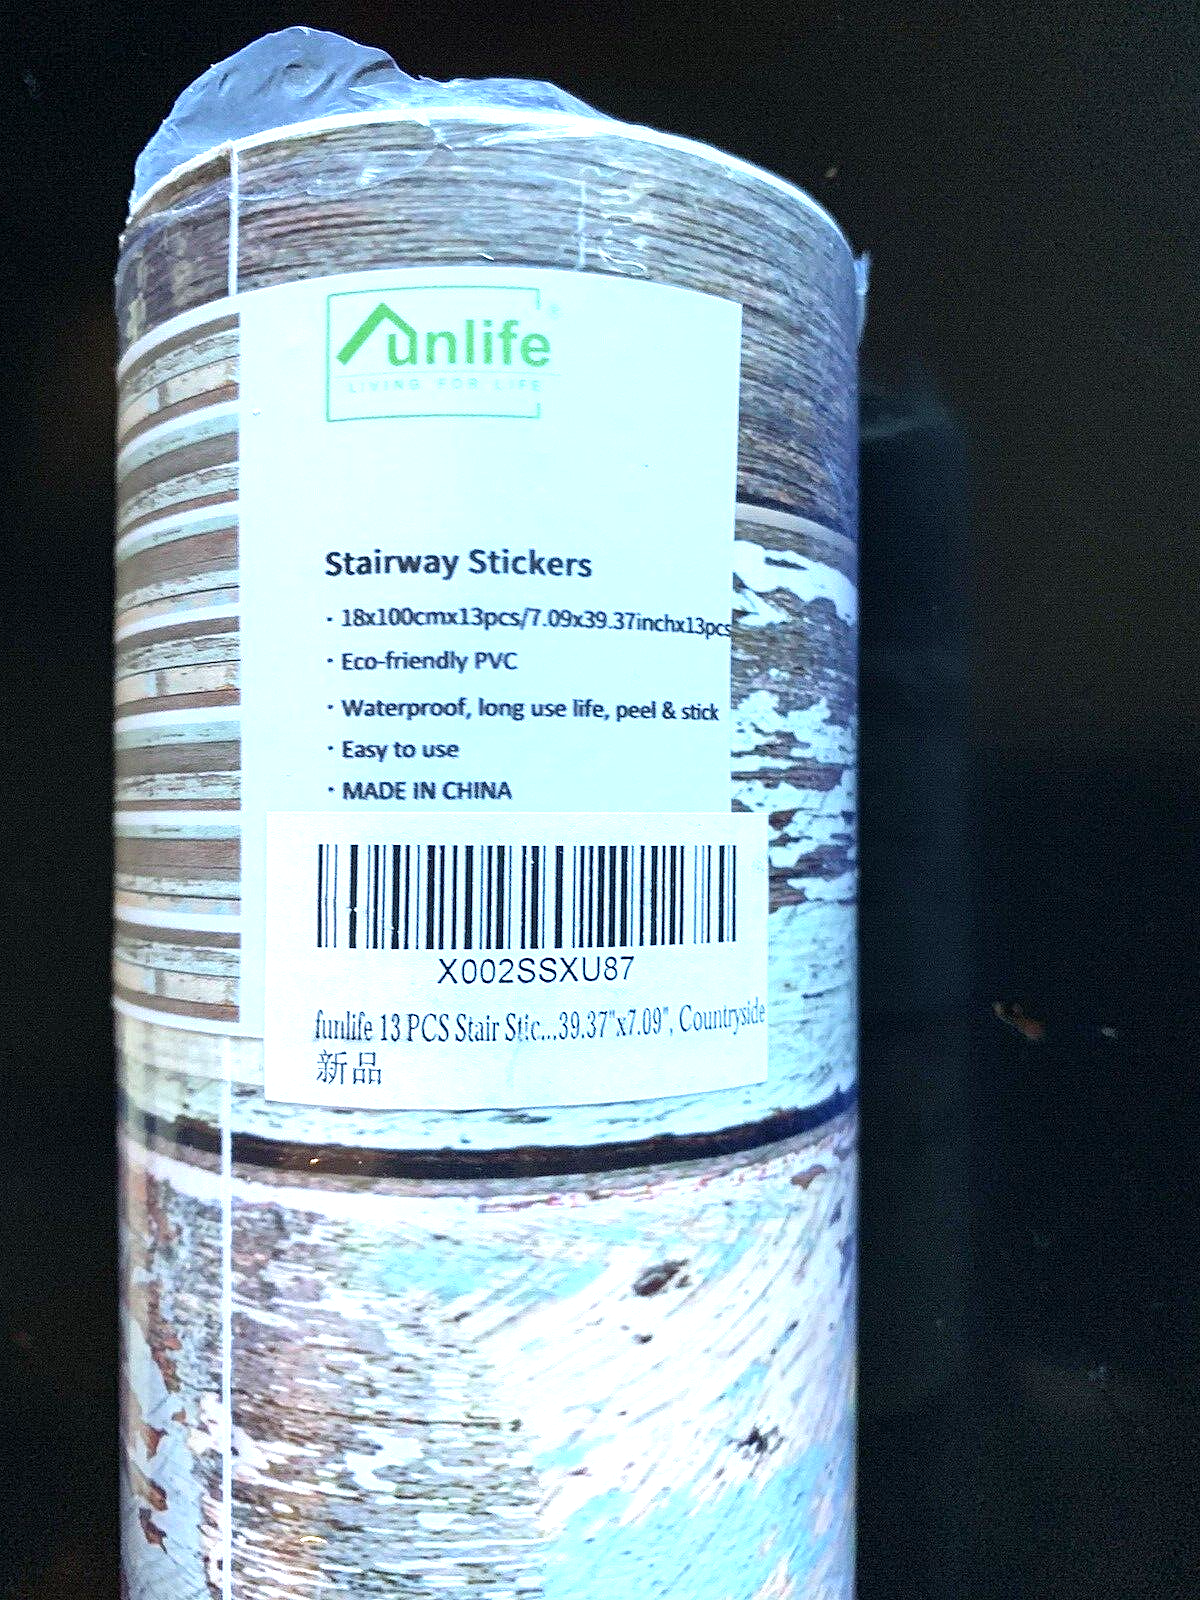 funlife
LIVING FOR LIFE
Stairway Stickers
· 18x100cmx13pcs/7.09x39.37inchx13pcs
· Eco-friendly PVC
· Waterproof, long use life, peel & stick
· Easy to use
· MADE IN CHINA
X002SSXU87
funlife 13 PCS Stair Stic...39.37"x7.09", Countryside
新品